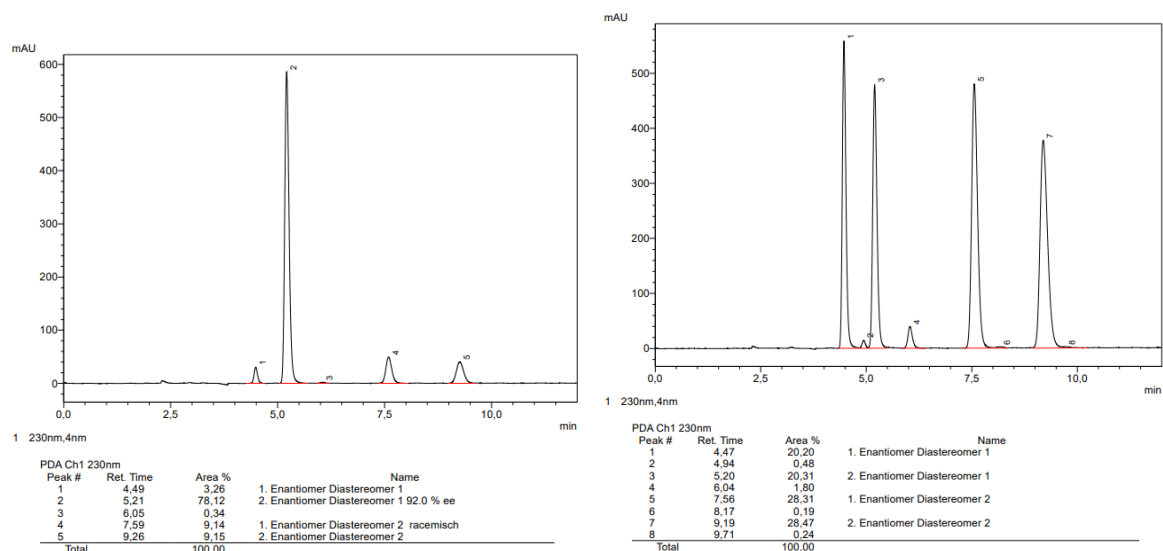 mAU
600
500
400
300
200
100
0
1
2
3
4
5
0,0 2,5 5,0 7,5 10,0
min
1 230nm,4nm
PDA Ch1 230nm
Peak # Ret. Time Area % Name
1 4,49 3,26 1. Enantiomer Diastereomer 1
2 5,21 78,12 2. Enantiomer Diastereomer 1 92.0 % ee
3 6,05 0,34
4 7,59 9,14 1. Enantiomer Diastereomer 2 racemisch
5 9,26 9,15 2. Enantiomer Diastereomer 2
Total 100,00
mAU
500
400
300
200
100
0
1
2
3
4
5
6
7
8
0,0 2,5 5,0 7,5 10,0
min
1 230nm,4nm
PDA Ch1 230nm
Peak # Ret. Time Area % Name
1 4,47 20,20 1. Enantiomer Diastereomer 1
2 4,94 0,48
3 5,20 20,31 2. Enantiomer Diastereomer 1
4 6,04 1,80
5 7,56 28,31 1. Enantiomer Diastereomer 2
6 8,17 0,19
7 9,19 28,47 2. Enantiomer Diastereomer 2
8 9,71 0,24
Total 100,00